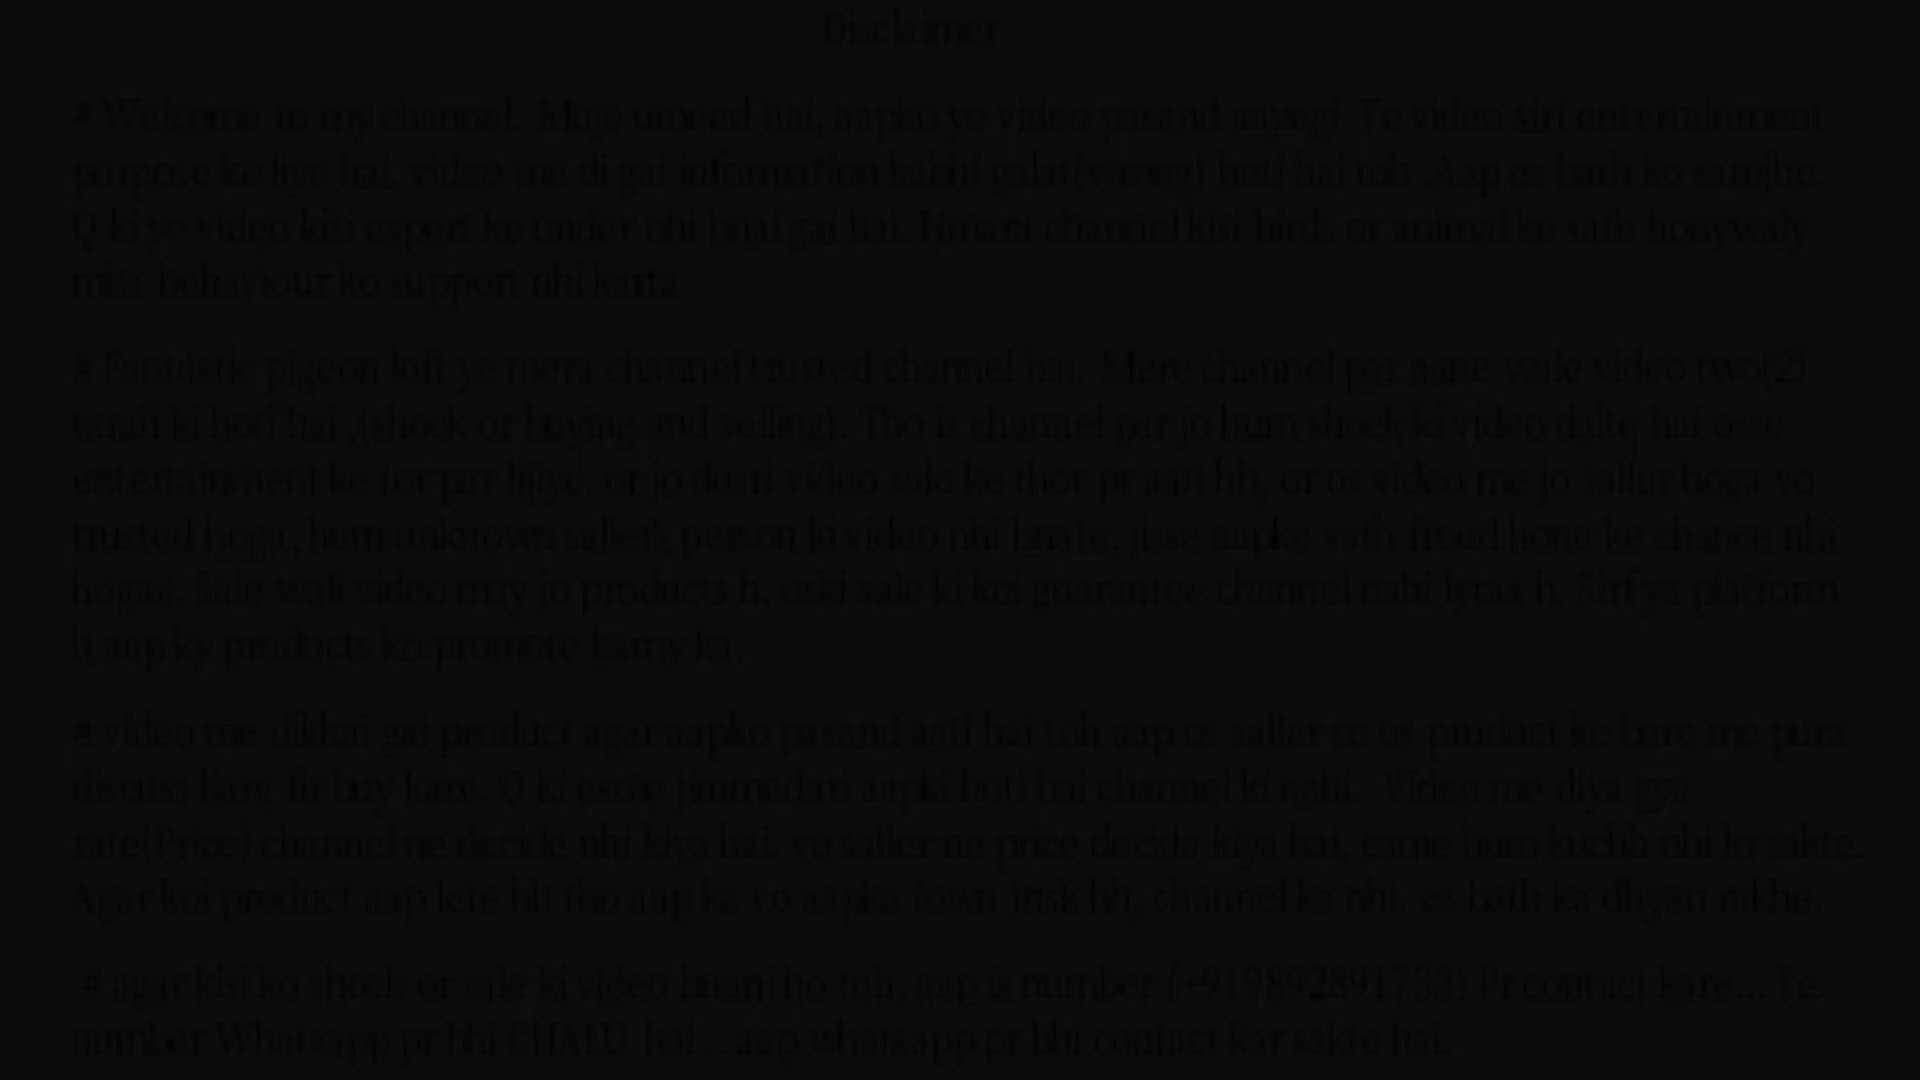 Disclaimer
# Welcome to my channel. Muje umeed hai, aapko ye video pasand aayegi. Ye video sirf entertainment
purpose ke liye hai. video me di gai information kabhi galat(wrong) hoti hai toh ,Aap es bath ko samjhe.
Q ki ye video kisi expert ke under nhi bnai gai hai. Hmara channel kisi birds or animal ke sath honywaly
miss behaviour ko support nhi karta
# Fantastic pigeon loft ye mera channel trusted channel hai. Mere channel par aane wale video two(2)
tarah ki hoti hai ,(shock or buying and selling). Tho is channel par jo hum shock ki video dalte hai osse
entertainment ke tor par lijiye. or jo dusri video sale ke thor pr aati hh, or os video me jo saller hoga vo
trusted hoga, hum unknown saller\ person ki video nhi bnate. jisse aapke sath froud hone ke chance nhi
hogaa. Sale wali video may jo products h, uski sale ki koi guarantee channel nahi lytaa h. Sirf ya platform
h aapky products ko promote karny ka.
# video me dikhai gai product agar aapko pasand aati hai toh aap os saller se os product ke bare me pura
discuss kare fir buy kare. Q ki esme jimmadari aapki hoti hai channel ki nahi. Video me diya gya
rate(Price) channel ne decide nhi kiya hai. vo saller ne price decide kiya hai, esme hum kuchh nhi kr sakte.
Agar koi product aap lete hh tho aap ka vo aapka (own )risk hh, channel ka nhi. es bath ka dhyan rakhe.
# agar kisi ko shock or sale ki video bnani ho toh, aap is number (+919892891733) Pr contact kare... Ye
number Whatsapp pr bhi CHALU hai .. aap whatsapp pr bhi contact kar sakte hai.